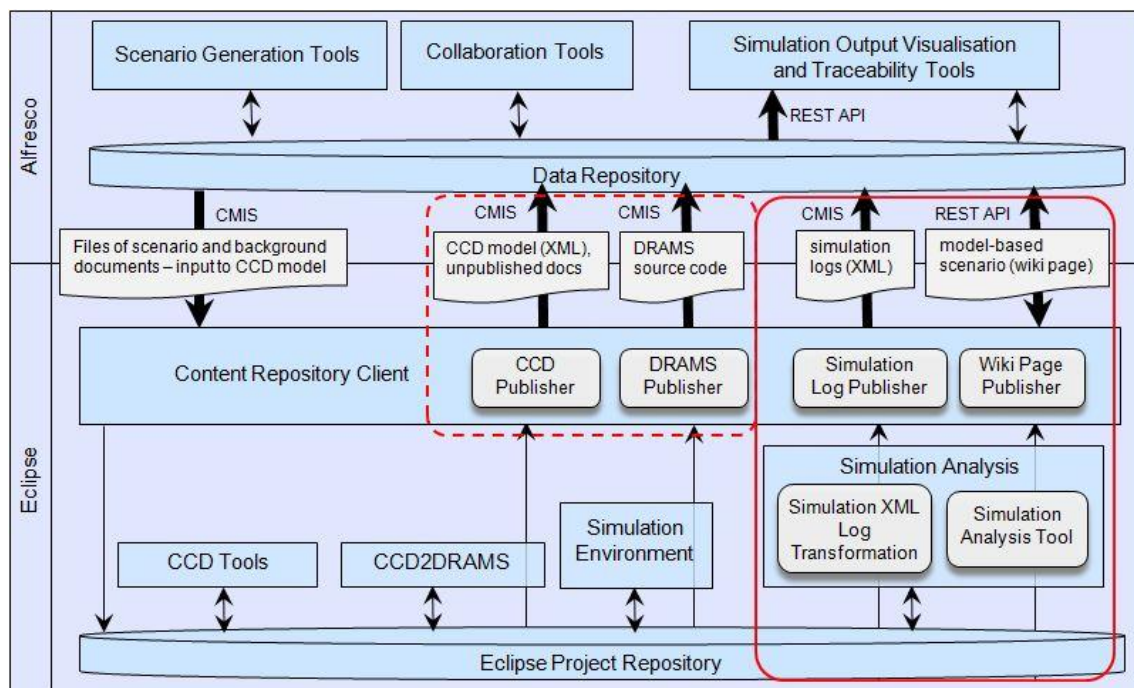 Alfresco
Scenario Generation Tools
Collaboration Tools
Simulation Output Visualisation
and Traceability Tools
REST API
Data Repository
CMIS
CMIS
CMIS
CMIS
REST API
Files of scenario and background
documents – input to CCD model
CCD model (XML),
unpublished docs
DRAMS
source code
simulation
logs (XML)
model-based
scenario (wiki page)
Eclipse
Content Repository Client
CCD
Publisher
DRAMS
Publisher
Simulation
Log Publisher
Wiki Page
Publisher
Simulation Analysis
Simulation XML
Log
Transformation
Simulation
Analysis Tool
CCD Tools
CCD2DRAMS
Simulation
Environment
Eclipse Project Repository